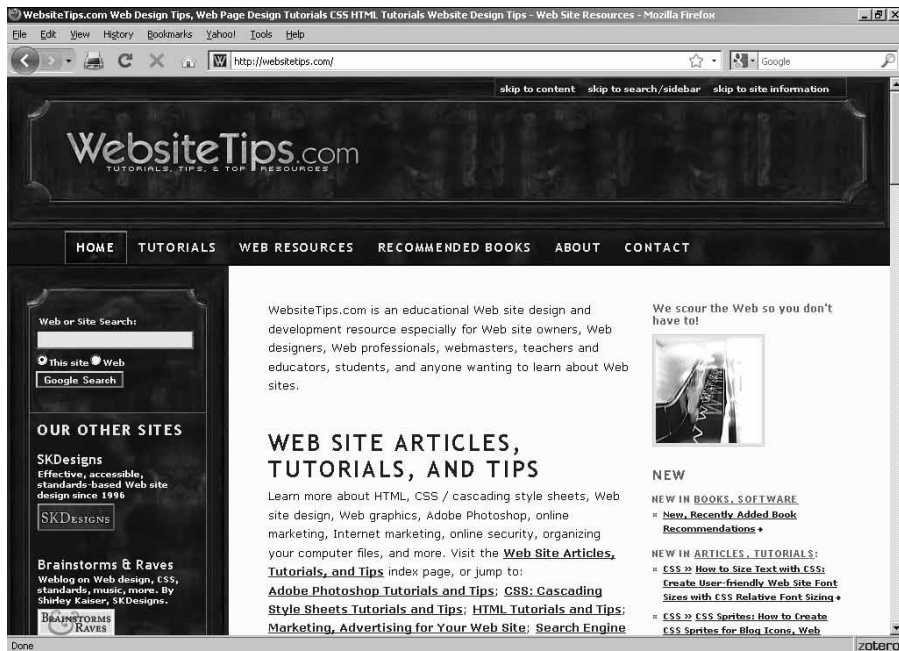 WebsiteTips.com Web Design Tips, Web Page Design Tutorials CSS HTML Tutorials Website Design Tips - Web Site Resources - Mozilla Firefox
File Edit View History Bookmarks Yahoo! Tools Help
W http://websitetips.com/ Google
skip to content skip to search/sidebar skip to site information
WebsiteTips.com
TUTORIALS, TIPS, & TOP RESOURCES
HOME TUTORIALS WEB RESOURCES RECOMMENDED BOOKS ABOUT CONTACT
Web or Site Search:
This site Web
Google Search
OUR OTHER SITES
SKDesigns
Effective, accessible,
standards-based Web site
design since 1996
SKDESIGNS
Brainstorms & Raves
Weblog on Web design, CSS,
standards, music, more. By
Shirley Kaiser, SKDesigns.
BRAINSTORMS
& RAVES
WebsiteTips.com is an educational Web site design and
development resource especially for Web site owners, Web
designers, Web professionals, webmasters, teachers and
educators, students, and anyone wanting to learn about Web
sites.
WEB SITE ARTICLES,
TUTORIALS, AND TIPS
Learn more about HTML, CSS / cascading style sheets, Web
site design, Web graphics, Adobe Photoshop, online
marketing, Internet marketing, online security, organizing
your computer files, and more. Visit the Web Site Articles,
Tutorials, and Tips index page, or jump to:
Adobe Photoshop Tutorials and Tips; CSS: Cascading
Style Sheets Tutorials and Tips; HTML Tutorials and Tips;
Marketing, Advertising for Your Web Site; Search Engine
We scour the Web so you don't
have to!
NEW
NEW IN BOOKS, SOFTWARE
New, Recently Added Book
Recommendations
NEW IN ARTICLES, TUTORIALS:
CSS » How to Size Text with CSS:
Create User-friendly Web Site Font
Sizes with CSS Relative Font Sizing
CSS » CSS Sprites: How to Create
CSS Sprites for Blog Icons, Web
Done zotero